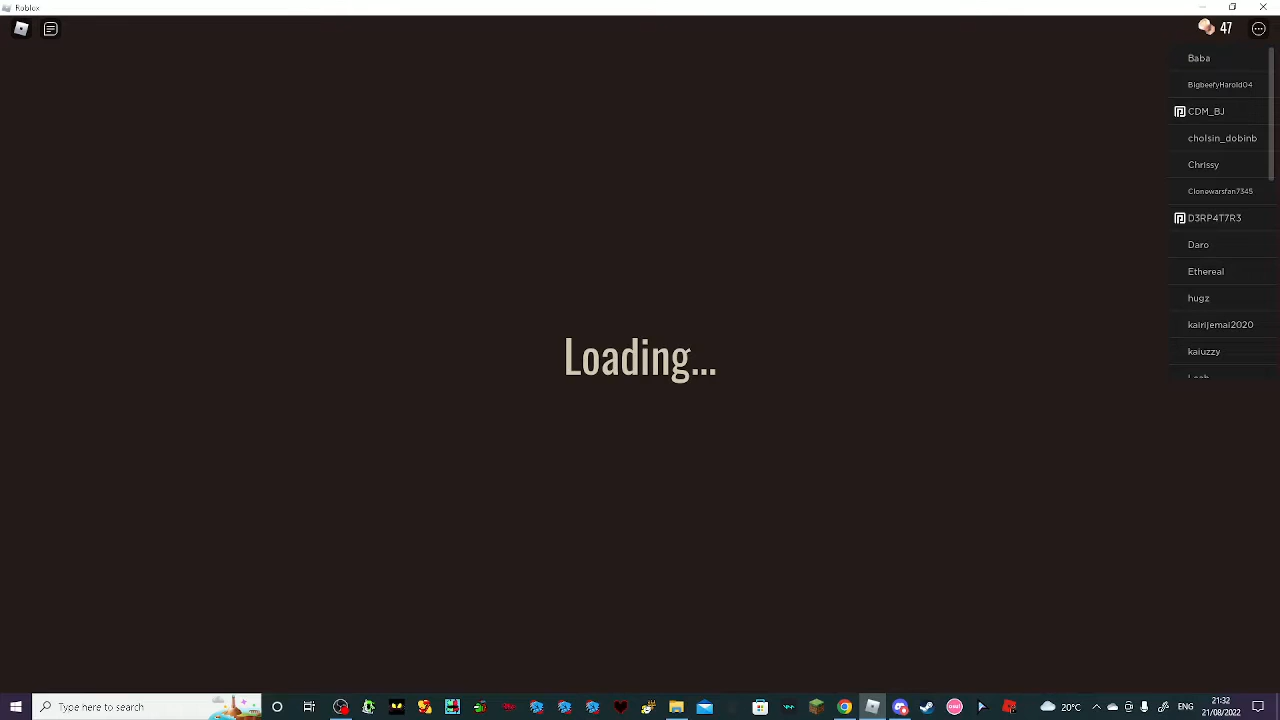 Roblox
47
Baba
BigbeefyHarold04
CDM_BJ
cholsin_dobinb
Chrissy
Clonewarsfan7345
D3RP4T7R3
Daro
Ethereal
hugz
kairijemai2020
kaiuzzy
Loading...
Type here to search
20°C
21:32
21/08/2022